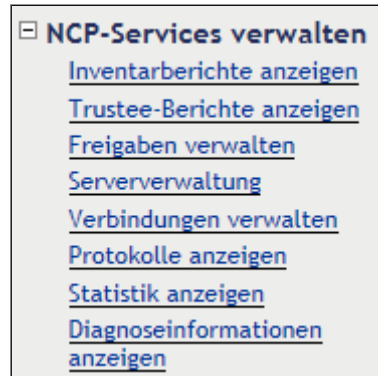 NCP-Services verwalten
Inventarberichte anzeigen
Trustee-Berichte anzeigen
Freigaben verwalten
Serververwaltung
Verbindungen verwalten
Protokolle anzeigen
Statistik anzeigen
Diagnoseinformationen
anzeigen